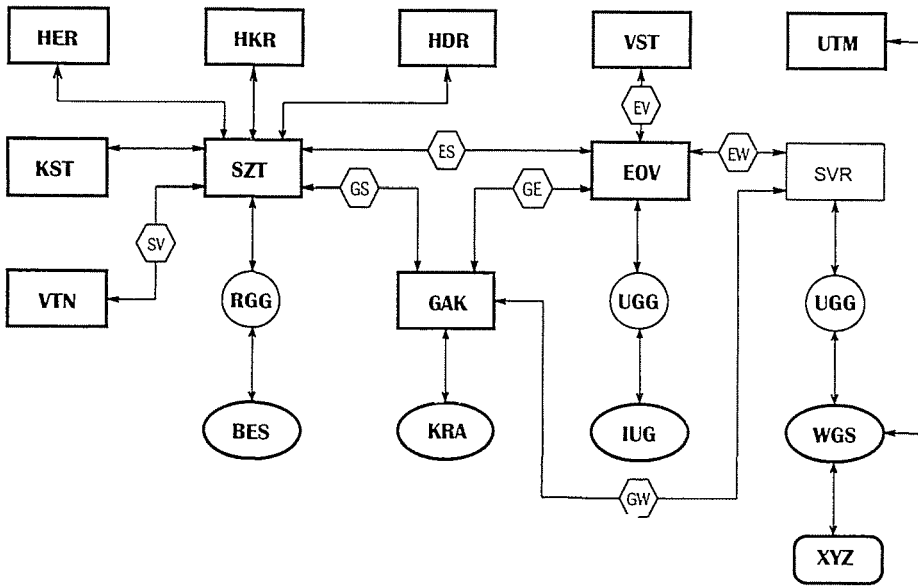 HER
HKR
HDR
VST
UTM
EV
ES
EW
KST
SZT
EOV
SVR
GS
GE
SV
VTN
RGG
GAK
UGG
UGG
BES
KRA
IUG
WGS
GW
XYZ